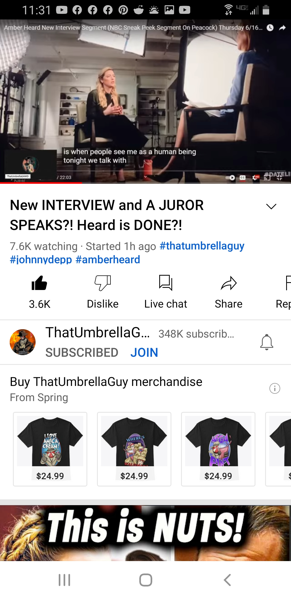 11:31
Amber Heard New Interview Segment (NBC Sneak Peek Segment On Peacock) Thursday 6/16...
is when people see me as a human being
tonight we talk with
/ 22:03
New INTERVIEW and A JUROR
SPEAKS?! Heard is DONE?!
7.6K watching · Started 1h ago #thatumbrellaguy
#johnnydepp #amberheard
3.6K
Dislike
Live chat
Share
Rep
ThatUmbrellaG... 348K subscrib...
SUBSCRIBED JOIN
Buy ThatUmbrellaGuy merchandise
From Spring
$24.99
$24.99
$24.99
$
This is NUTS!